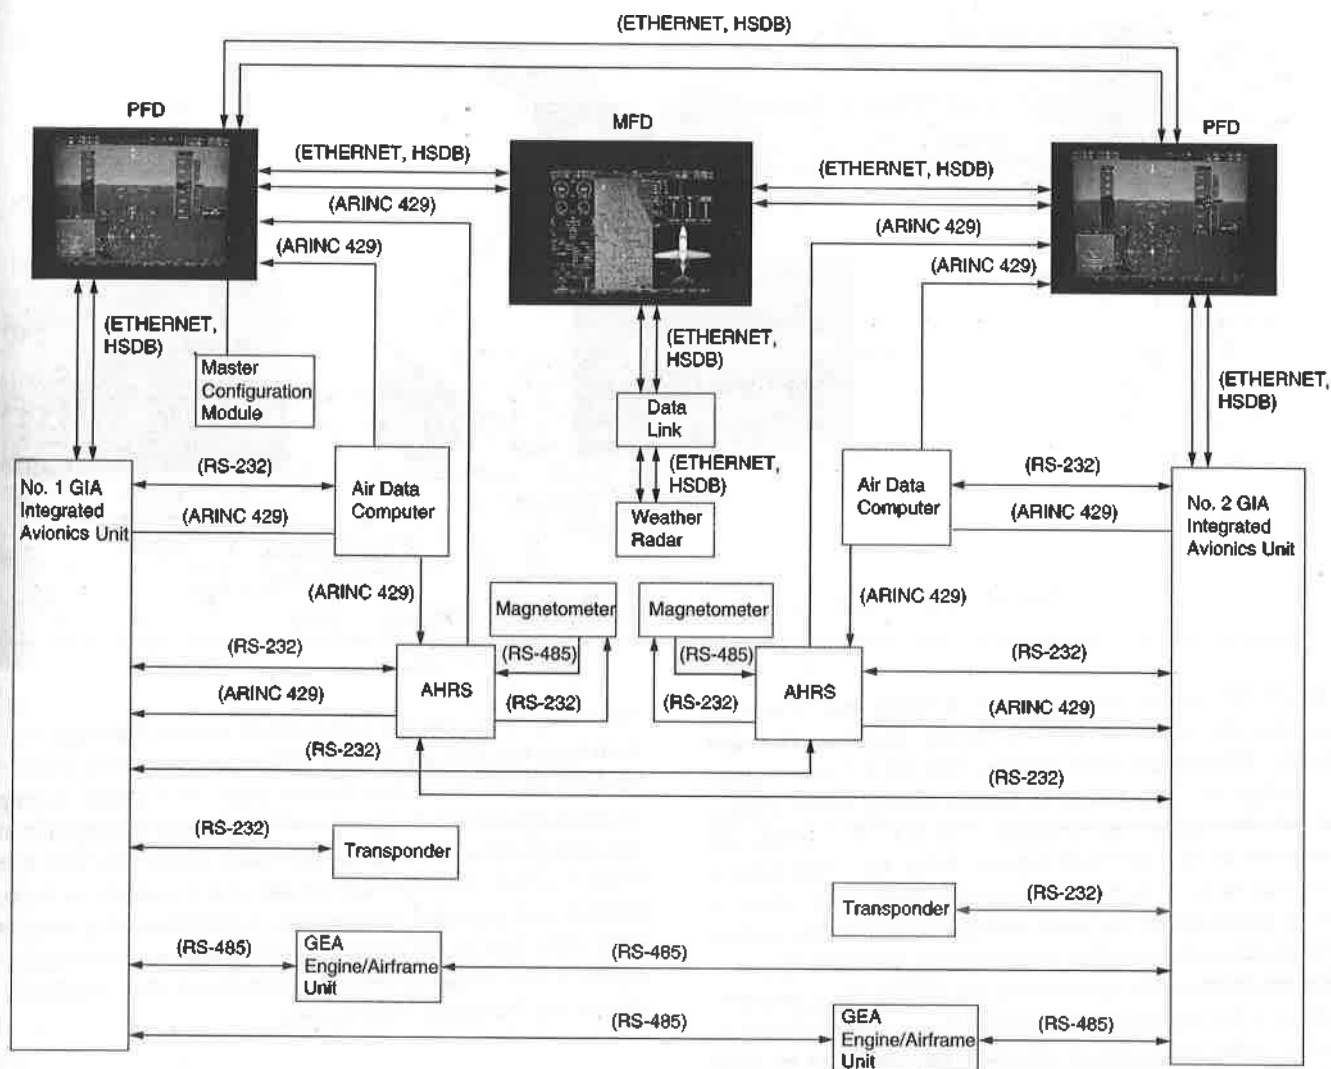 (ETHERNET, HSDB)
PFD
MFD
PFD
(ETHERNET, HSDB)
(ETHERNET, HSDB)
(ARINC 429)
(ARINC 429)
(ARINC 429)
(ARINC 429)
(ETHERNET,
HSDB)
(ETHERNET,
HSDB)
(ETHERNET,
HSDB)
Master
Configuration
Module
Data
Link
(ETHERNET,
HSDB)
No. 1 GIA
Integrated
Avionics Unit
(RS-232)
(ARINC 429)
Air Data
Computer
Weather
Radar
Air Data
Computer
(RS-232)
(ARINC 429)
No. 2 GIA
Integrated
Avionics Unit
(ARINC 429)
Magnetometer
Magnetometer
(ARINC 429)
(RS-232)
(ARINC 429)
AHRS
(RS-485)
(RS-232)
(RS-485)
(RS-232)
AHRS
(RS-232)
(ARINC 429)
(RS-232)
(RS-232)
(RS-232)
Transponder
Transponder
(RS-232)
(RS-485)
GEA
Engine/Airframe
Unit
(RS-485)
(RS-485)
GEA
Engine/Airframe
Unit
(RS-485)